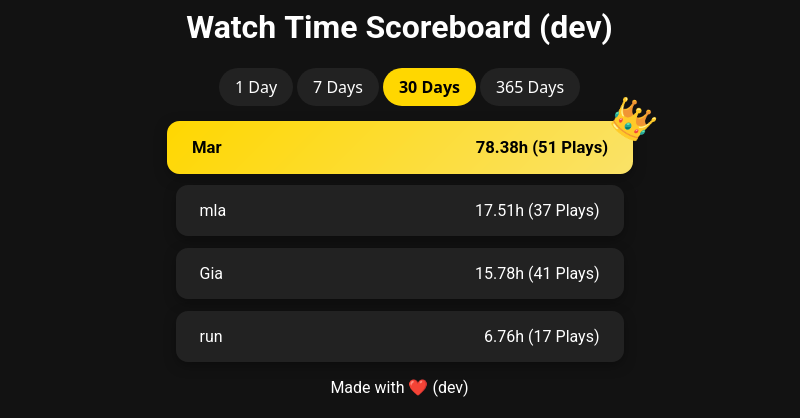 Watch Time Scoreboard (dev)
1 Day 7 Days 30 Days 365 Days
Mar 78.38h (51 Plays)
mla 17.51h (37 Plays)
Gia 15.78h (41 Plays)
run 6.76h (17 Plays)
Made with ❤️ (dev)